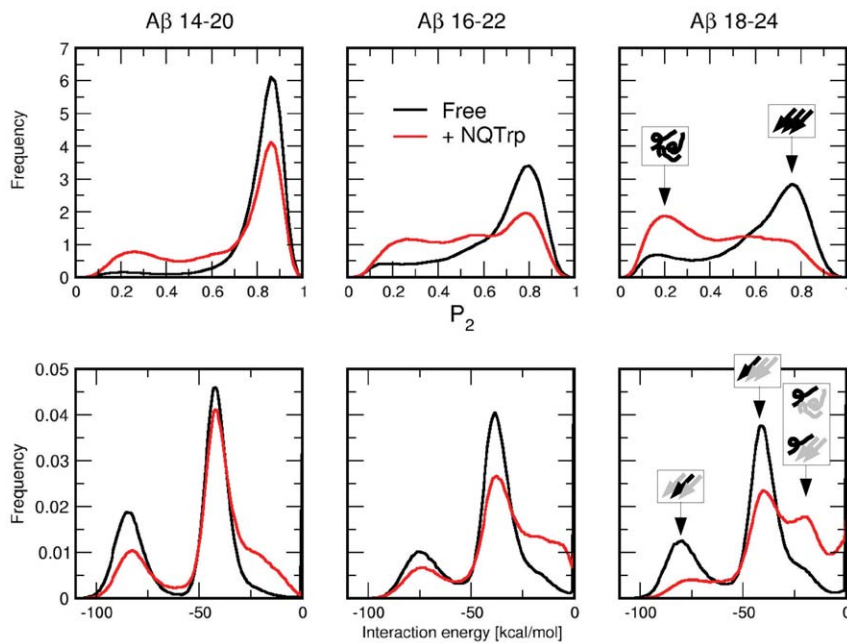 Aβ 14-20
Aβ 16-22
Aβ 18-24
Frequency
7
6
5
4
3
2
1
0
Free
+ NQTrp
0 0.2 0.4 0.6 0.8 1
0 0.2 0.4 0.6 0.8 1
0 0.2 0.4 0.6 0.8 1
P2
Frequency
0.05
0.04
0.03
0.02
0.01
0
-100 -50 0
-100 -50 0
-100 -50 0
Interaction energy [kcal/mol]